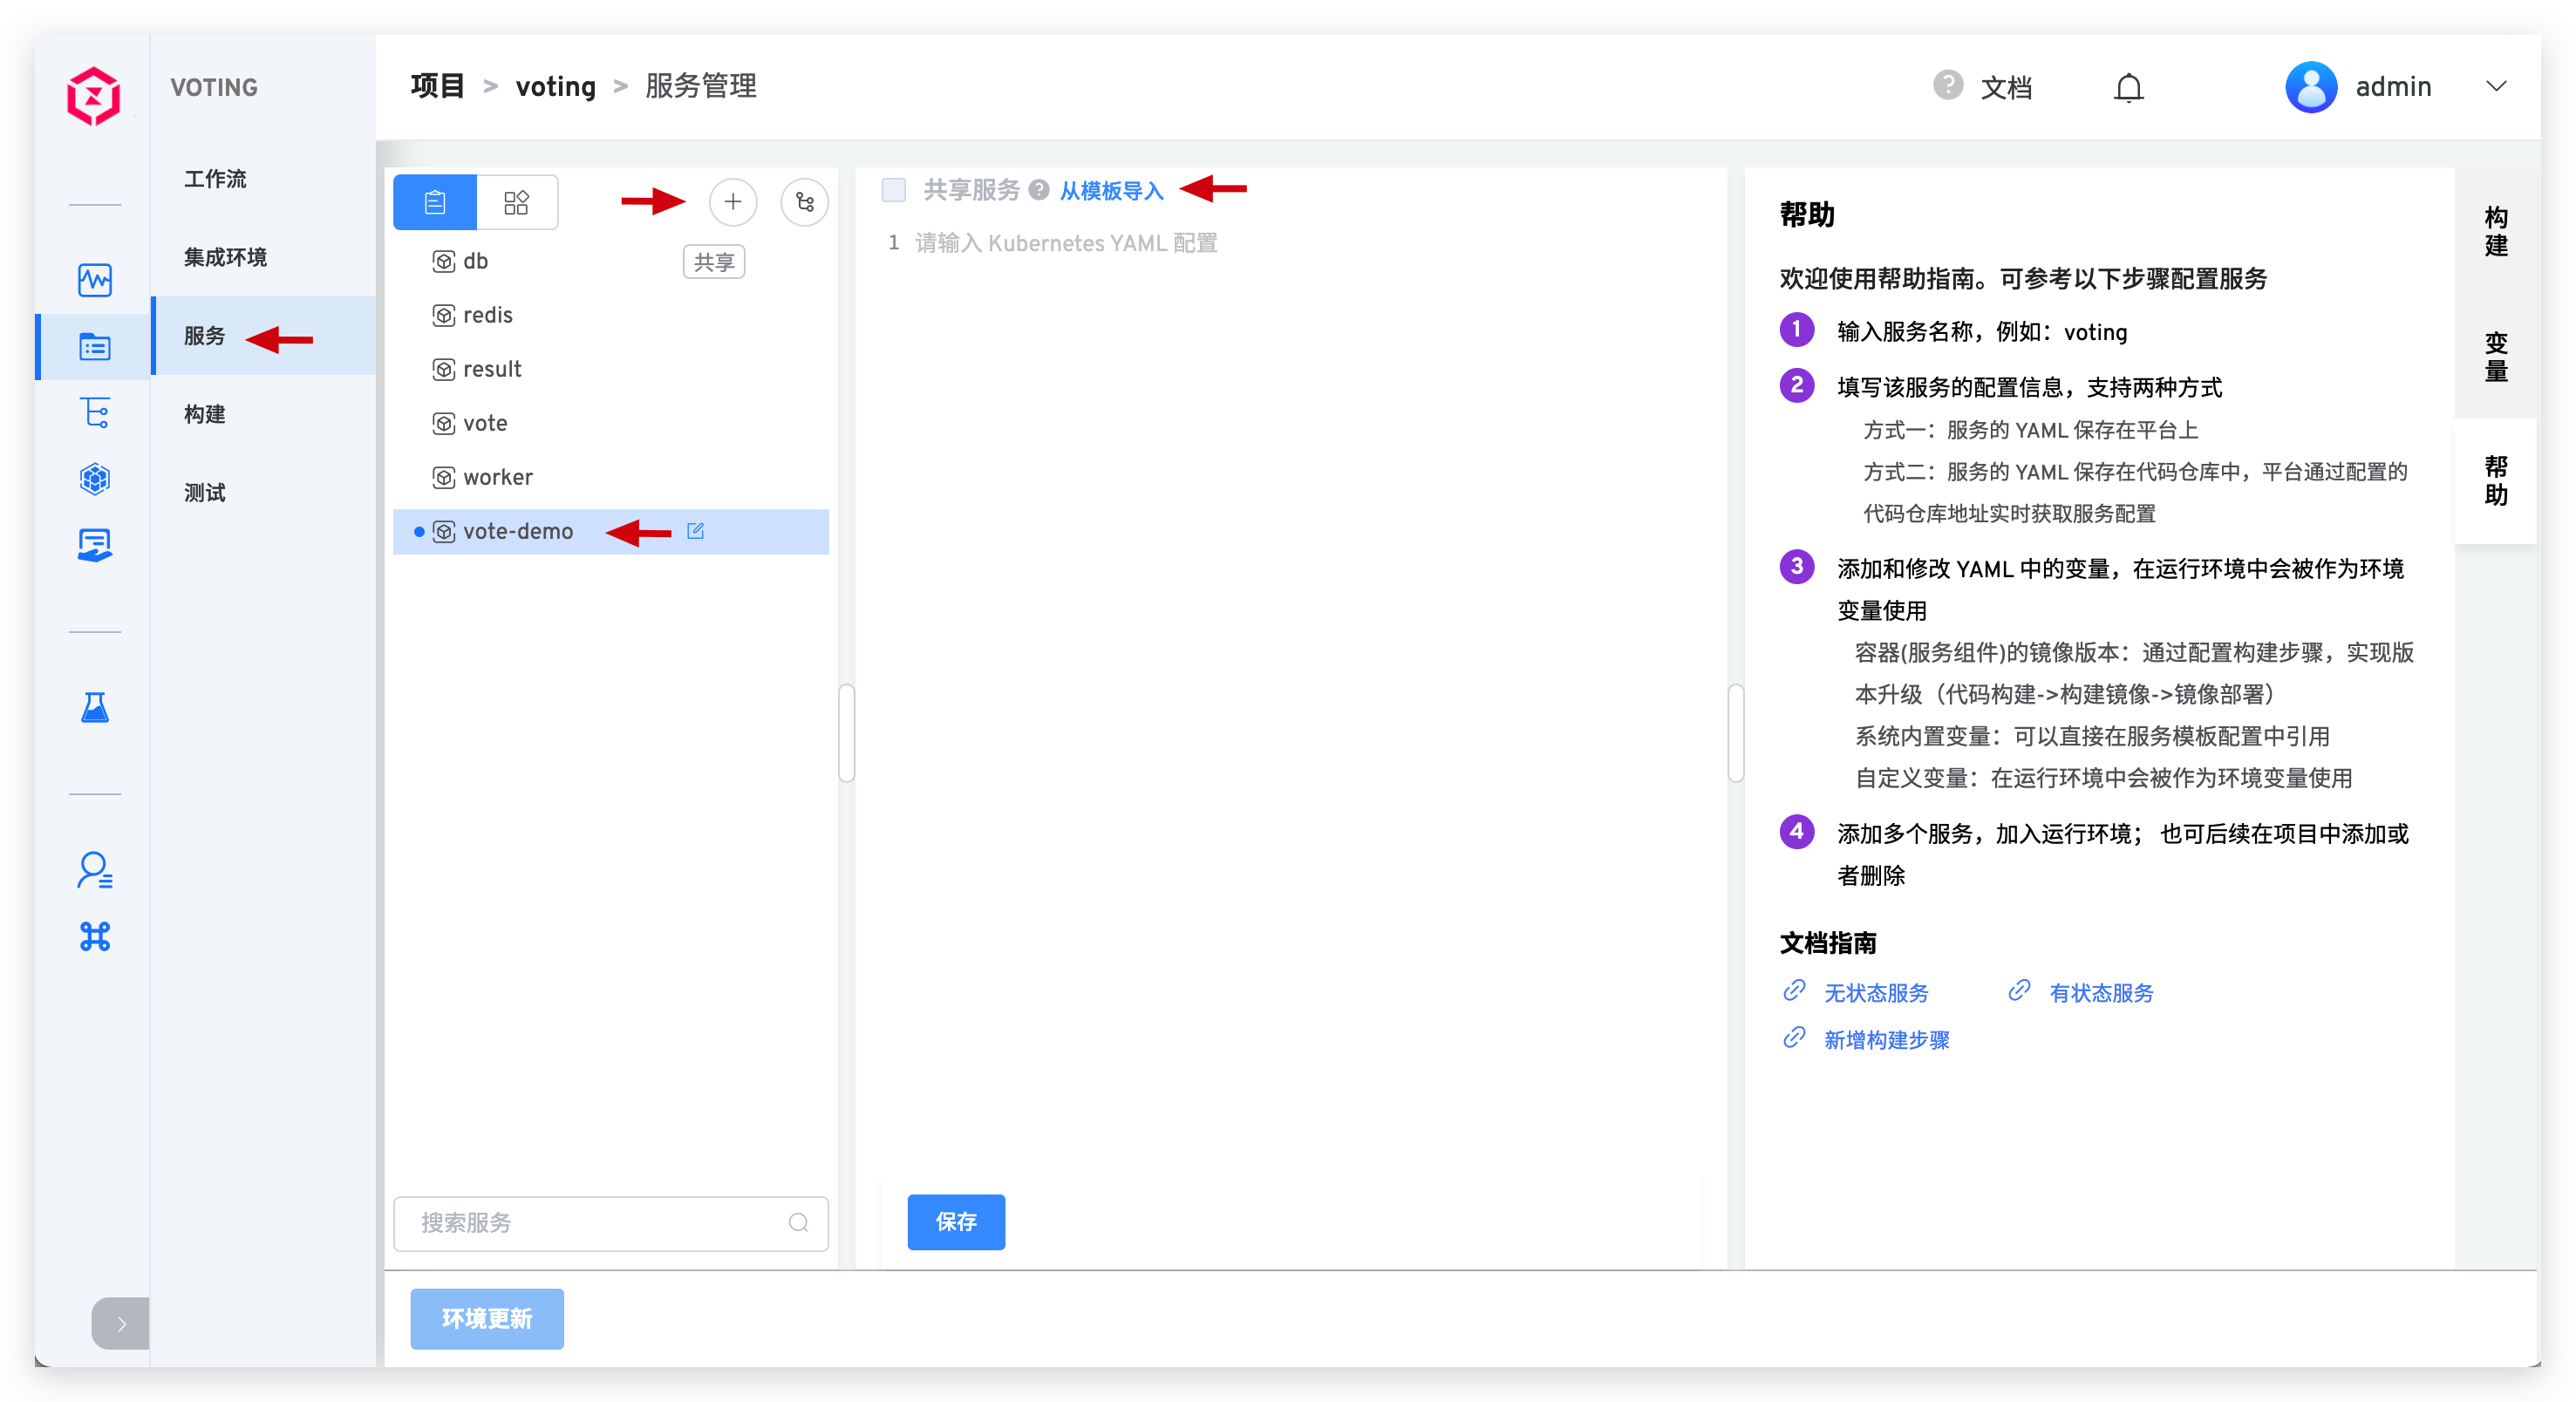 VOTING
项目 > voting > 服务管理
? 文档
admin
工作流
集成环境
服务
构建
测试
db
共享
redis
result
vote
worker
vote-demo
搜索服务
共享服务 ? 从模板导入
1 请输入 Kubernetes YAML 配置
保存
帮助
欢迎使用帮助指南。可参考以下步骤配置服务
1 输入服务名称，例如：voting
2 填写该服务的配置信息，支持两种方式
方式一：服务的 YAML 保存在平台上
方式二：服务的 YAML 保存在代码仓库中，平台通过配置的
代码仓库地址实时获取服务配置
3 添加和修改 YAML 中的变量，在运行环境中会被作为环境
变量使用
容器(服务组件)的镜像版本：通过配置构建步骤，实现版
本升级（代码构建->构建镜像->镜像部署）
系统内置变量：可以直接在服务模板配置中引用
自定义变量：在运行环境中会被作为环境变量使用
4 添加多个服务，加入运行环境； 也可后续在项目中添加或
者删除
文档指南
无状态服务
有状态服务
新增构建步骤
构建
变量
帮助
环境更新